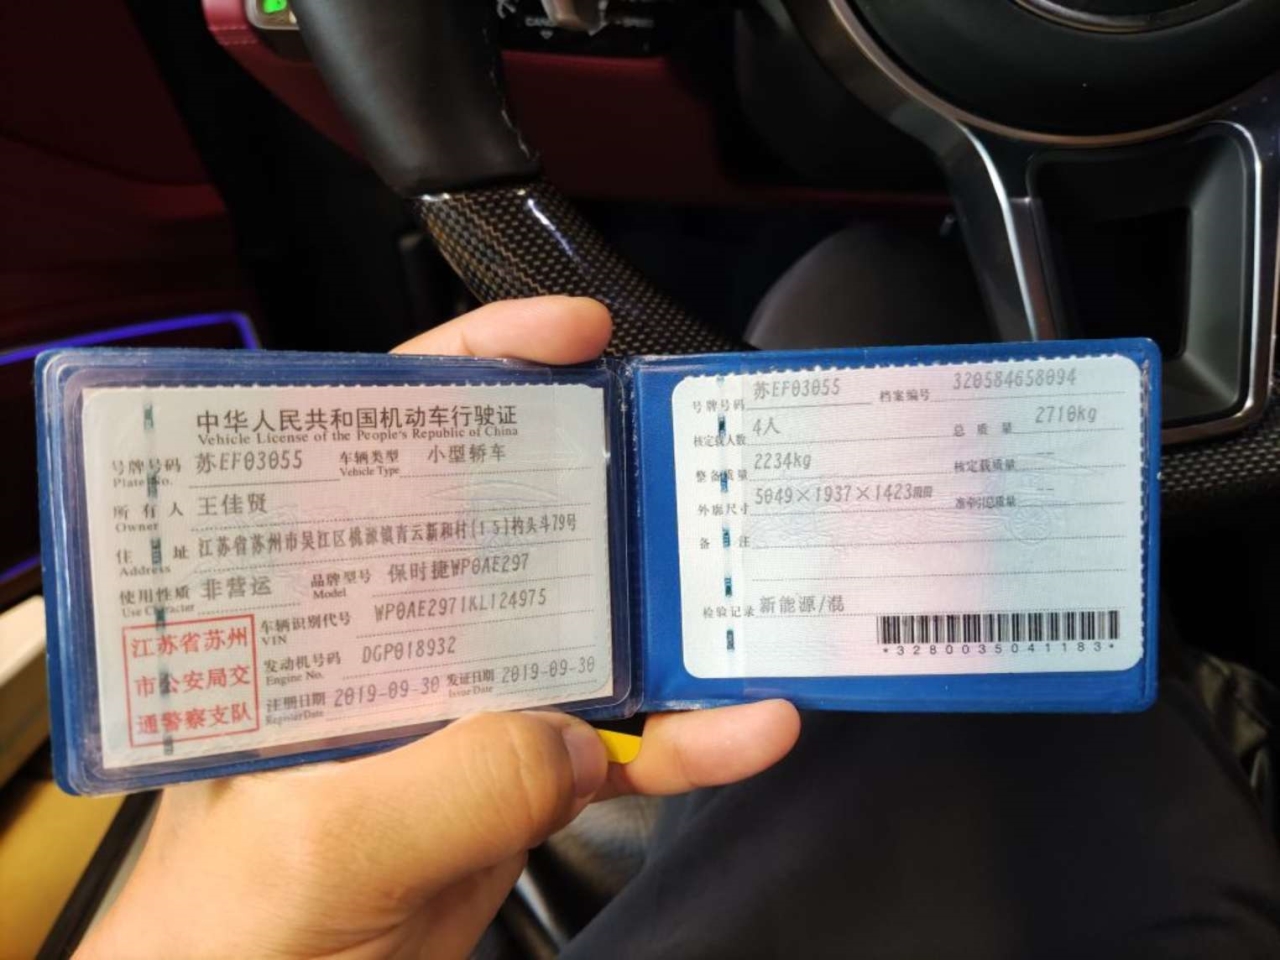 中华人民共和国机动车行驶证
Vehicle License of the People's Republic of China
号牌号码 苏EF03055 车辆类型 小型轿车
Plate No. Vehicle Type
所有人 王佳贤
Owner
住址 江苏省苏州市吴江区桃源镇青云新和村(15)杓头斗79号
Address
使用性质 非营运 品牌型号 保时捷WP0AE297
Use Character Model
车辆识别代号 WP0AE2971KL124975
VIN
发动机号码 DGP018932
Engine No.
注册日期 2019-09-30 发证日期 2019-09-30
Register Date Issue Date
江苏省苏州
市公安局交
通警察支队
号牌号码 苏EF03055 档案编号 320584658094
核定载人数 4人 总质量 2710kg
整备质量 2234kg 核定载质量 --
外廓尺寸 5049×1937×1423mm 准牵引总质量 --
备注
检验记录 新能源/混
*3280035041183*